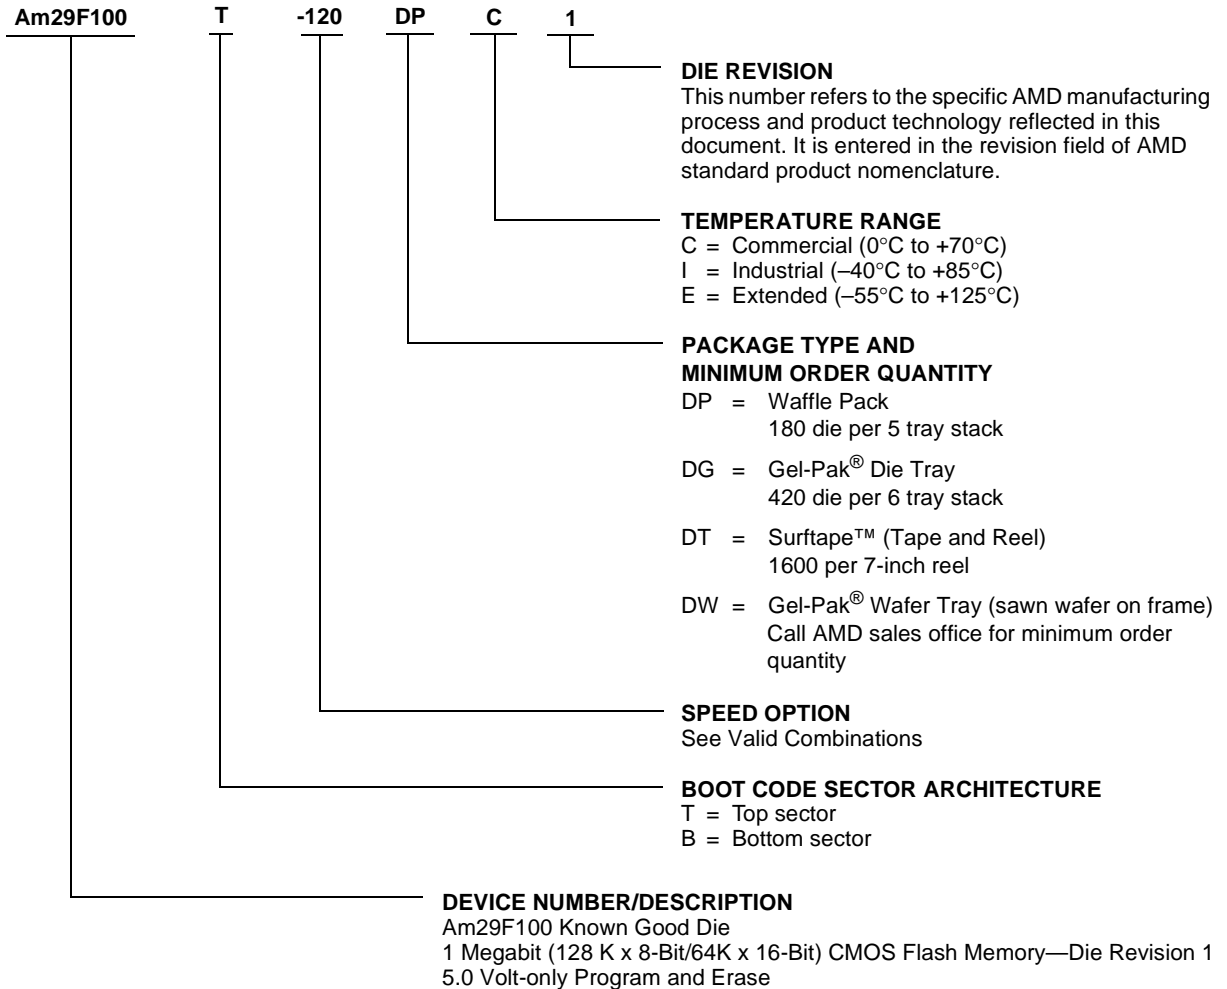 Am29F100 T -120 DP C 1
DIE REVISION
This number refers to the specific AMD manufacturing
process and product technology reflected in this
document. It is entered in the revision field of AMD
standard product nomenclature.
TEMPERATURE RANGE
C = Commercial (0°C to +70°C)
I = Industrial (–40°C to +85°C)
E = Extended (–55°C to +125°C)
PACKAGE TYPE AND
MINIMUM ORDER QUANTITY
DP = Waffle Pack
180 die per 5 tray stack
DG = Gel-Pak® Die Tray
420 die per 6 tray stack
DT = Surftape™ (Tape and Reel)
1600 per 7-inch reel
DW = Gel-Pak® Wafer Tray (sawn wafer on frame)
Call AMD sales office for minimum order
quantity
SPEED OPTION
See Valid Combinations
BOOT CODE SECTOR ARCHITECTURE
T = Top sector
B = Bottom sector
DEVICE NUMBER/DESCRIPTION
Am29F100 Known Good Die
1 Megabit (128 K x 8-Bit/64K x 16-Bit) CMOS Flash Memory—Die Revision 1
5.0 Volt-only Program and Erase